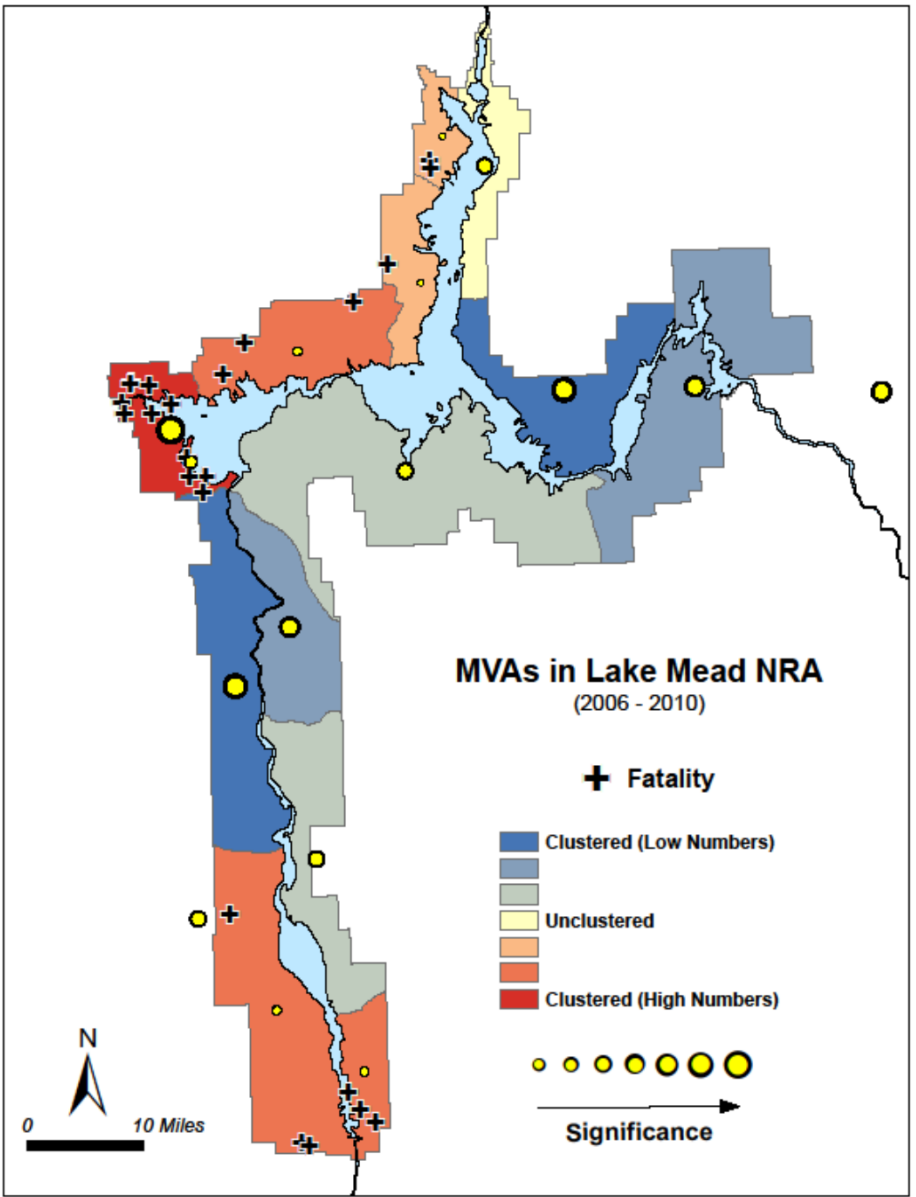 MVAs in Lake Mead NRA
(2006 - 2010)
Fatality
Clustered (Low Numbers)
Unclustered
Clustered (High Numbers)
Significance
N
0 10 Miles